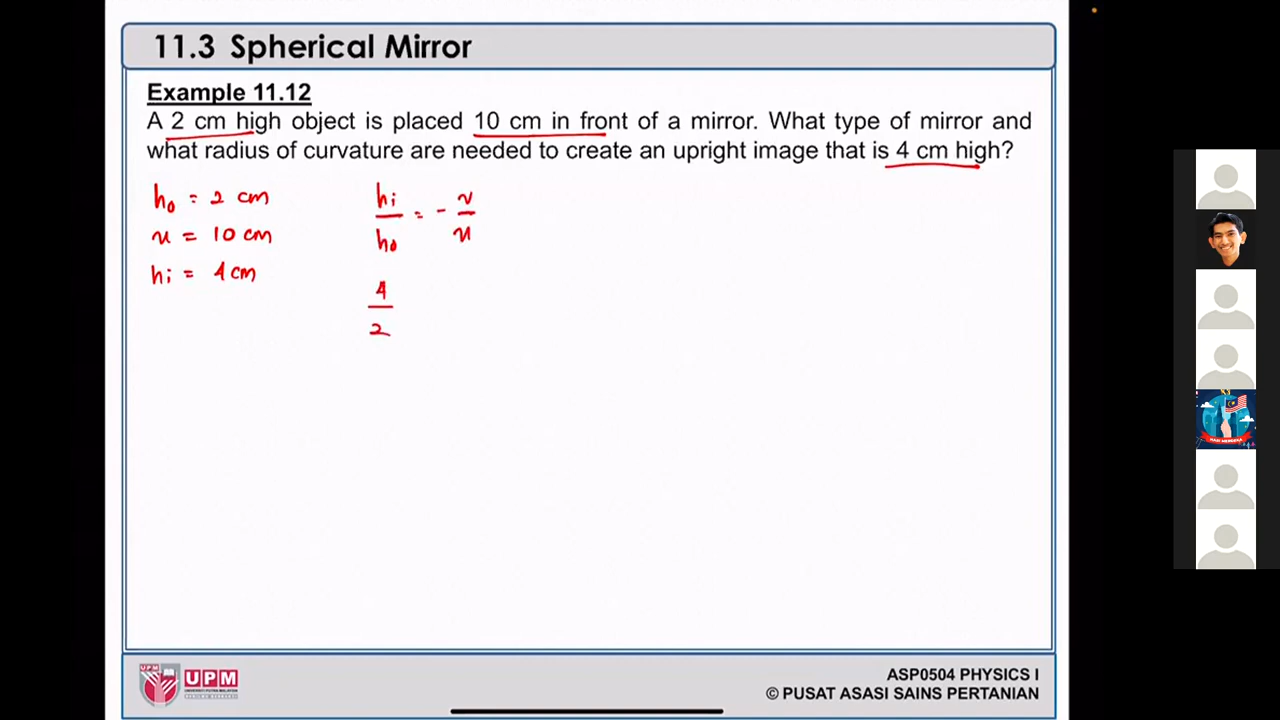 11.3 Spherical Mirror
Example 11.12
A 2 cm high object is placed 10 cm in front of a mirror. What type of mirror and
what radius of curvature are needed to create an upright image that is 4 cm high?
h₀ = 2 cm
u = 10 cm
hi = 4 cm
hi/h₀ = - v/u
4/2
UPM
UPM
ASP0504 PHYSICS I
© PUSAT ASASI SAINS PERTANIAN